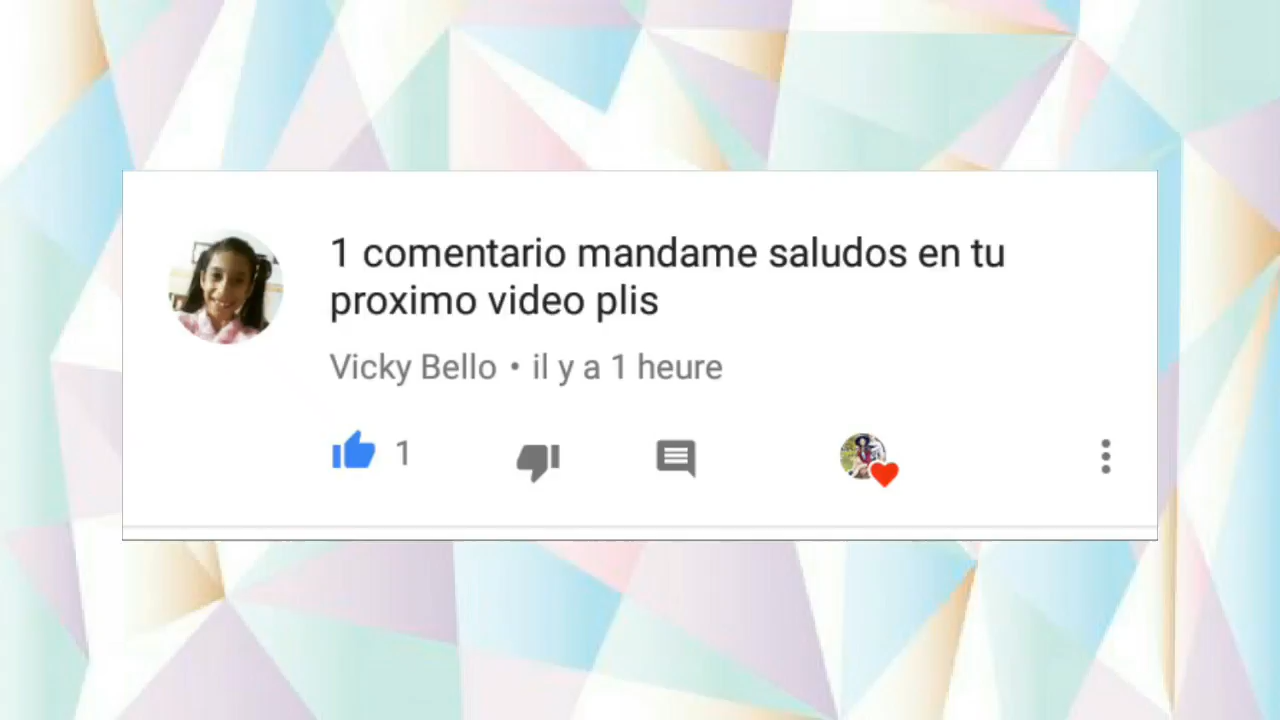 1 comentario mandame saludos en tu
proximo video plis
Vicky Bello • il y a 1 heure
1